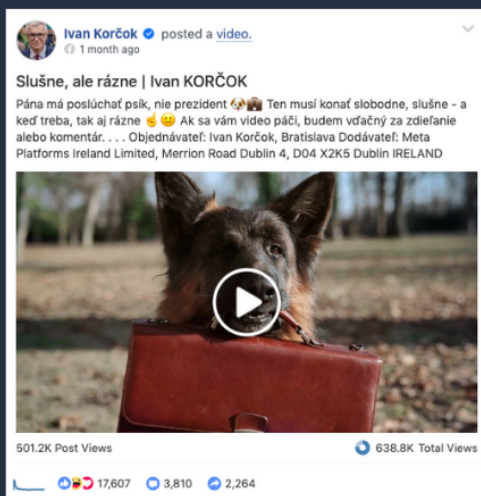 Ivan Korčok posted a video.
1 month ago
Slušne, ale rázne | Ivan KORČOK
Pána má poslúchať psík, nie prezident 🐶💼 Ten musí konať slobodne, slušne - a
keď treba, tak aj rázne ☝️🙂 Ak sa vám video páči, budem vďačný za zdieľanie
alebo komentár. . . . Objednávateľ: Ivan Korčok, Bratislava Dodávateľ: Meta
Platforms Ireland Limited, Merrion Road Dublin 4, D04 X2K5 Dublin IRELAND
501.2K Post Views 638.8K Total Views
17,607 3,810 2,264